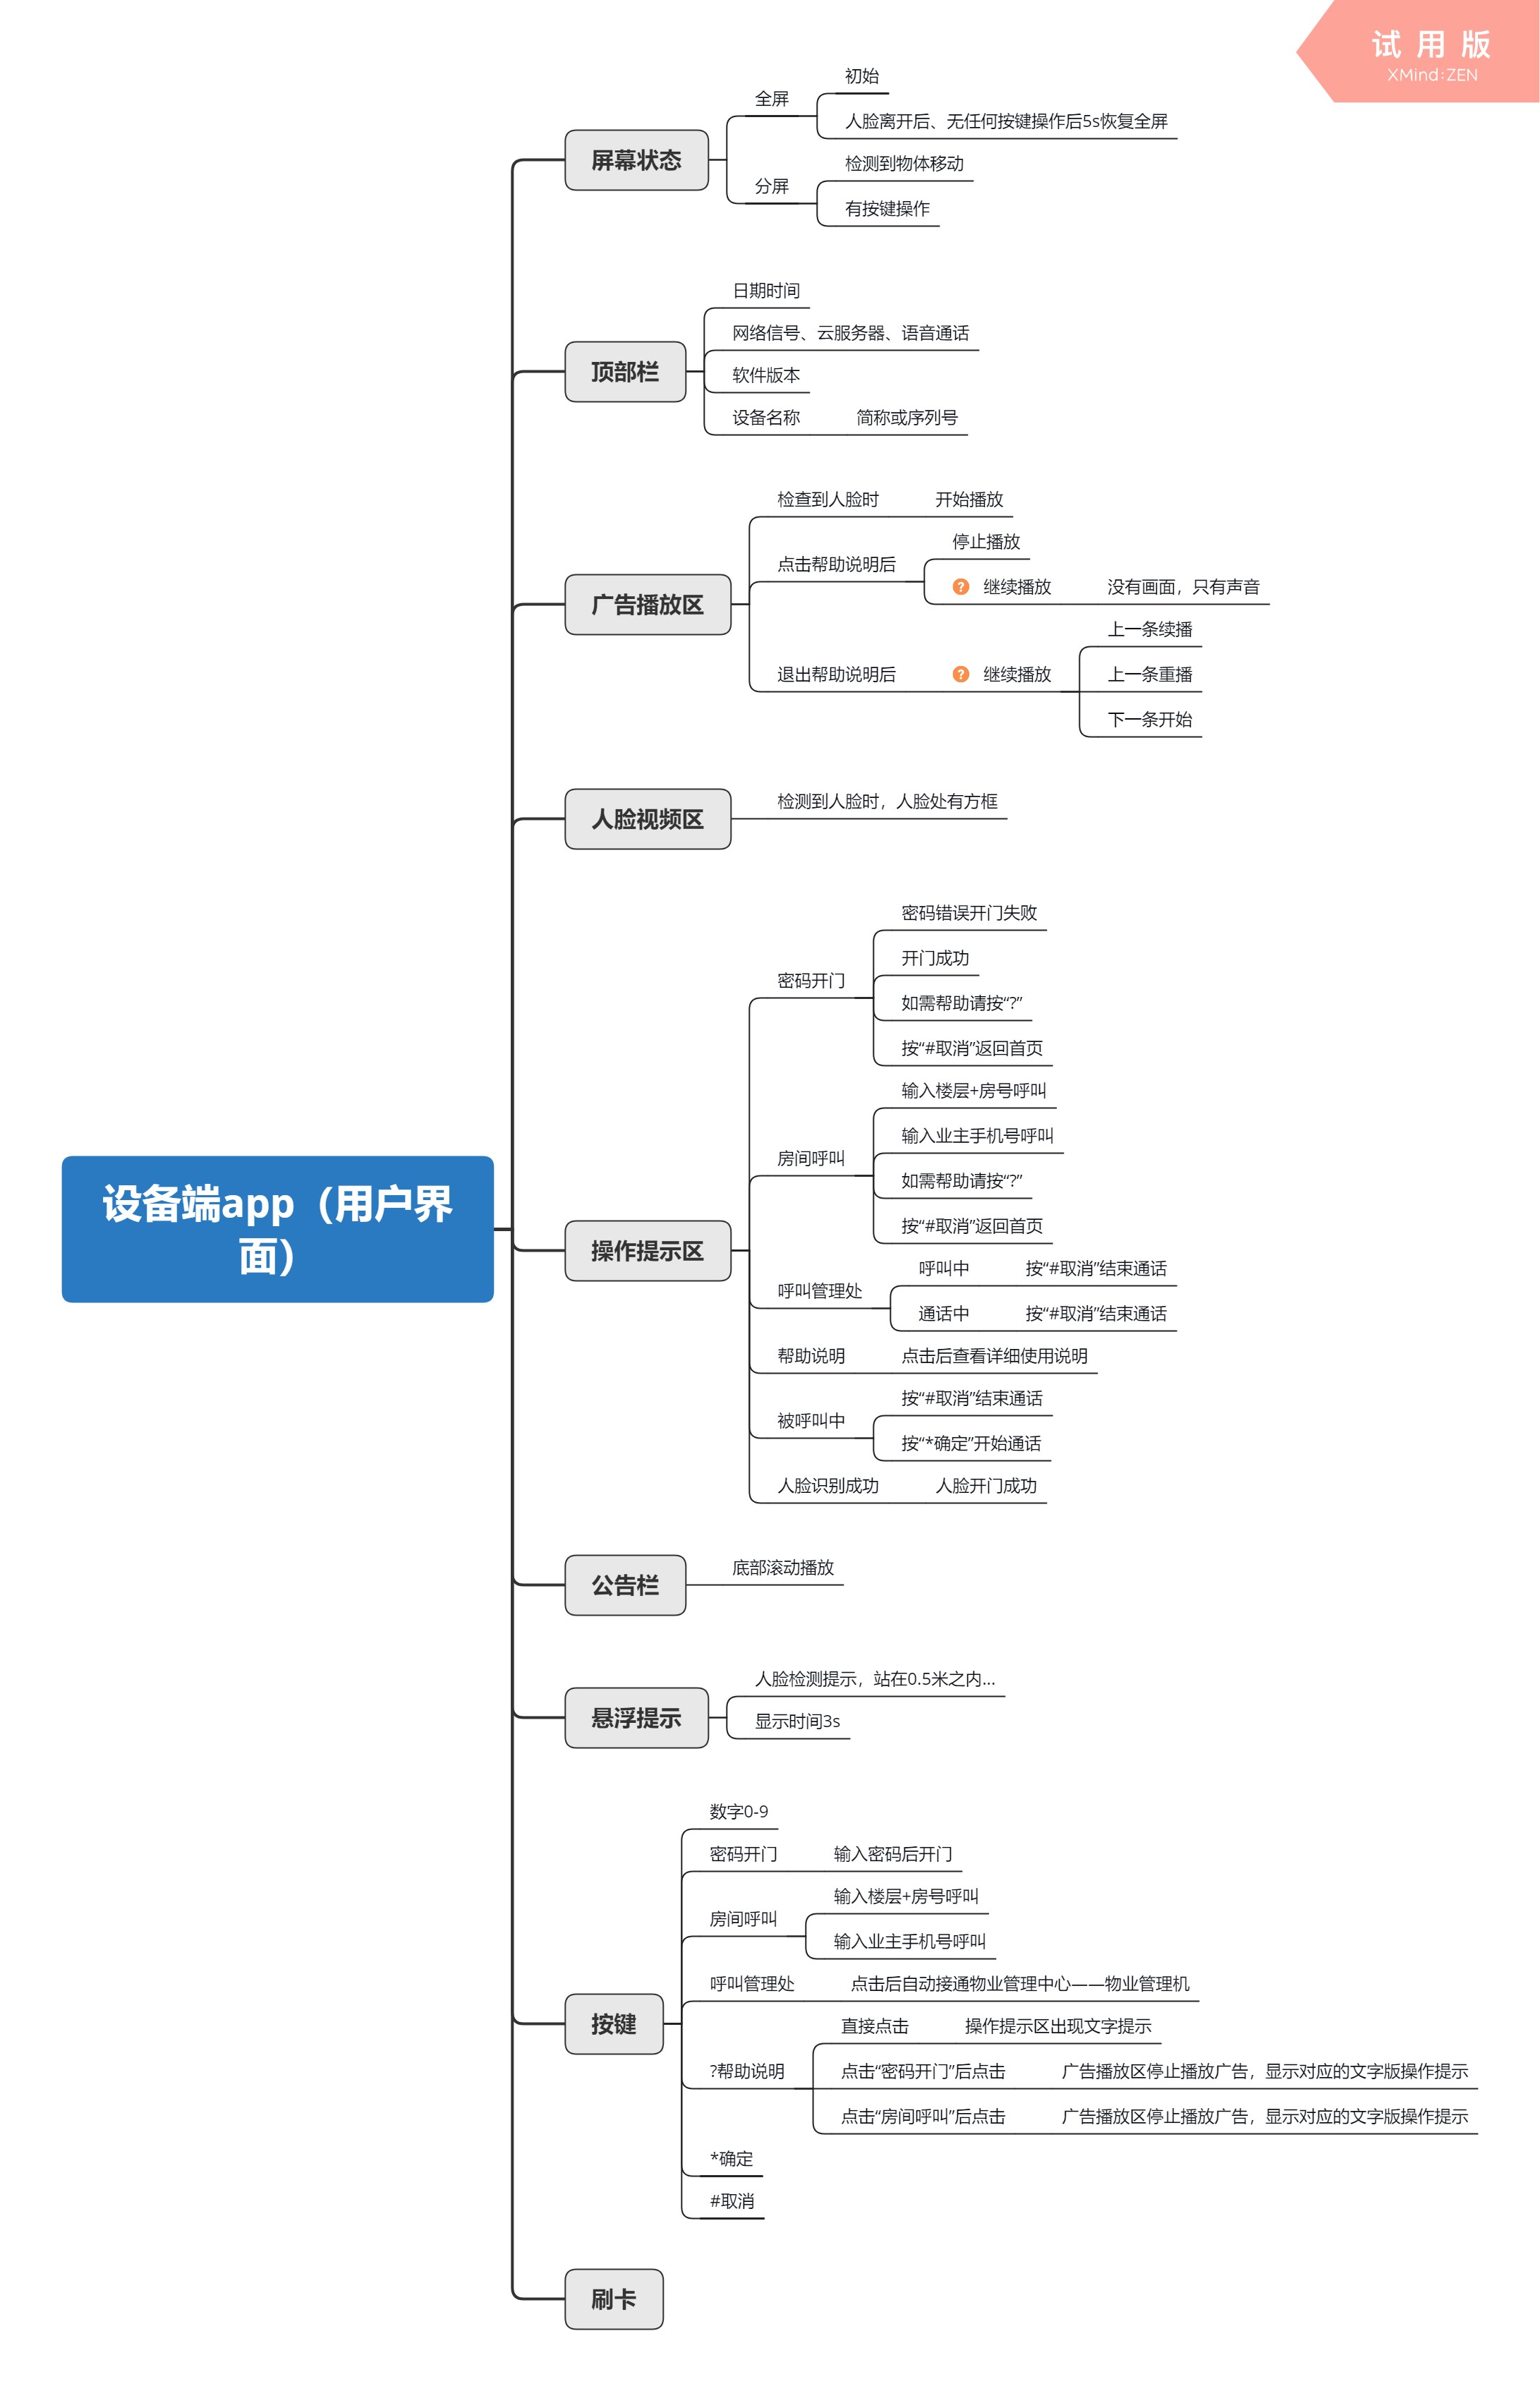 试用版
XMind:ZEN
设备端app（用户界
面）
屏幕状态
全屏
初始
人脸离开后、无任何按键操作后5s恢复全屏
分屏
检测到物体移动
有按键操作
顶部栏
日期时间
网络信号、云服务器、语音通话
软件版本
设备名称
简称或序列号
广告播放区
检查到人脸时
开始播放
点击帮助说明后
停止播放
? 继续播放
没有画面，只有声音
退出帮助说明后
? 继续播放
上一条续播
上一条重播
下一条开始
人脸视频区
检测到人脸时，人脸处有方框
操作提示区
密码开门
密码错误开门失败
开门成功
如需帮助请按“?”
按“#取消”返回首页
房间呼叫
输入楼层+房号呼叫
输入业主手机号呼叫
如需帮助请按“?”
按“#取消”返回首页
呼叫管理处
呼叫中
按“#取消”结束通话
通话中
按“#取消”结束通话
帮助说明
点击后查看详细使用说明
被呼叫中
按“#取消”结束通话
按“*确定”开始通话
人脸识别成功
人脸开门成功
公告栏
底部滚动播放
悬浮提示
人脸检测提示，站在0.5米之内...
显示时间3s
按键
数字0-9
密码开门
输入密码后开门
房间呼叫
输入楼层+房号呼叫
输入业主手机号呼叫
呼叫管理处
点击后自动接通物业管理中心——物业管理机
?帮助说明
直接点击
操作提示区出现文字提示
点击“密码开门”后点击
广告播放区停止播放广告，显示对应的文字版操作提示
点击“房间呼叫”后点击
广告播放区停止播放广告，显示对应的文字版操作提示
*确定
#取消
刷卡